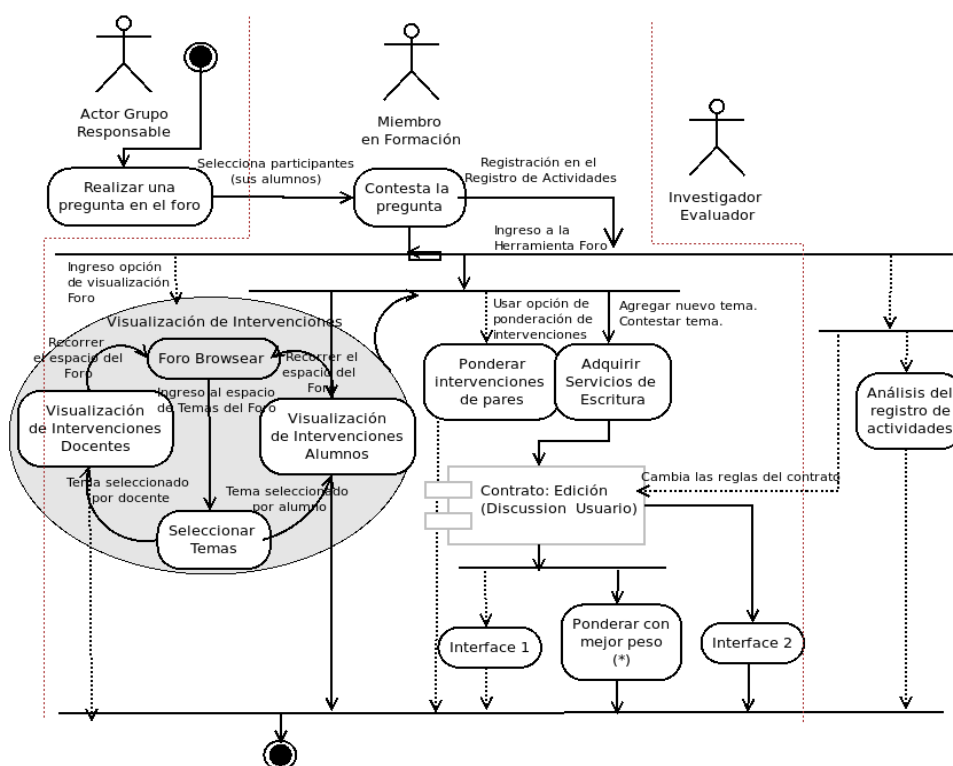 Actor Grupo
Responsable
Miembro
en Formación
Investigador
Evaluador
Realizar una
pregunta en el foro
Selecciona participantes
(sus alumnos)
Contesta la
pregunta
Registración en el
Registro de Actividades
Ingreso a la
Herramienta Foro
Ingreso opción
de visualización
Foro
Visualización de Intervenciones
Recorrer
el espacio del
Foro
Foro Browsear
Recorrer el
espacio del
Foro
Ingreso al espacio
de Temas del Foro
Visualización
de Intervenciones
Docentes
Visualización
de Intervenciones
Alumnos
Tema seleccionado
por docente
Tema seleccionado
por alumno
Seleccionar
Temas
Usar opción de
ponderación de
intervenciones
Agregar nuevo tema.
Contestar tema.
Ponderar
intervenciones
de pares
Adquirir
Servicios de
Escritura
Análisis del
registro de
actividades
Contrato: Edición
(Discussion Usuario)
Cambia las reglas del contrato
Interface 1
Ponderar con
mejor peso
(*)
Interface 2